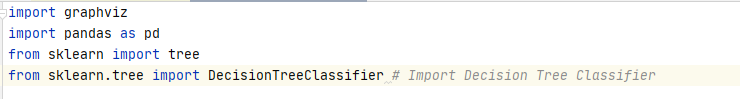 import graphviz
import pandas as pd
from sklearn import tree
from sklearn.tree import DecisionTreeClassifier # Import Decision Tree Classifier